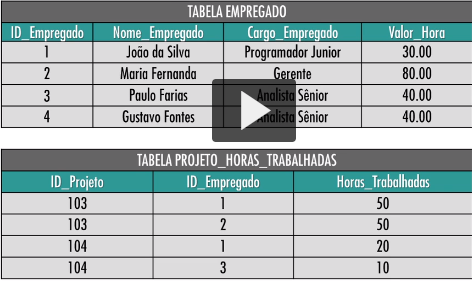 TABELA EMPREGADO
ID_Empregado Nome_Empregado Cargo_Empregado Valor_Hora
1 João da Silva Programador Junior 30.00
2 Maria Fernanda Gerente 80.00
3 Paulo Farias Analista Sênior 40.00
4 Gustavo Fontes Analista Sênior 40.00
TABELA PROJETO_HORAS_TRABALHADAS
ID_Projeto ID_Empregado Horas_Trabalhadas
103 1 50
103 2 50
104 1 20
104 3 10